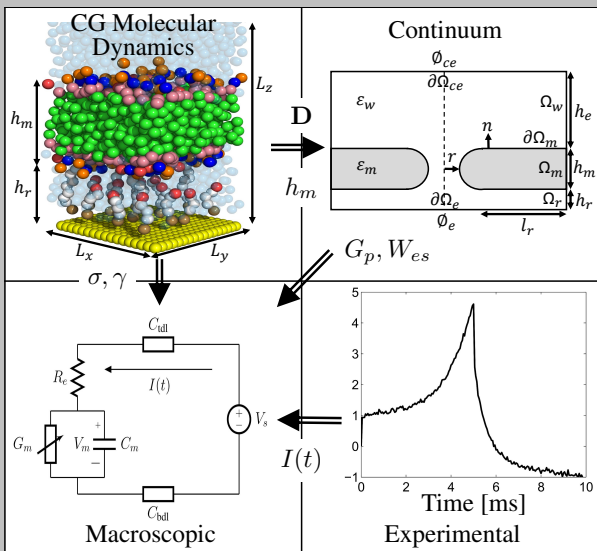 CG Molecular
Dynamics
L_z
h_m
h_r
L_x
L_y
D
h_m
σ, γ
Continuum
ϕ_ce
∂Ω_ce
ε_w
Ω_w
h_e
n
∂Ω_m
ε_m
r
Ω_m
h_m
∂Ω_e
Ω_r
h_r
ϕ_e
l_r
G_p, W_es
C_tdl
R_e
I(t)
G_m
+
V_m
−
C_m
+
−
V_s
C_bdl
Macroscopic
I(t)
5
4
3
2
1
0
−1
0 2 4 6 8 10
Time [ms]
Experimental